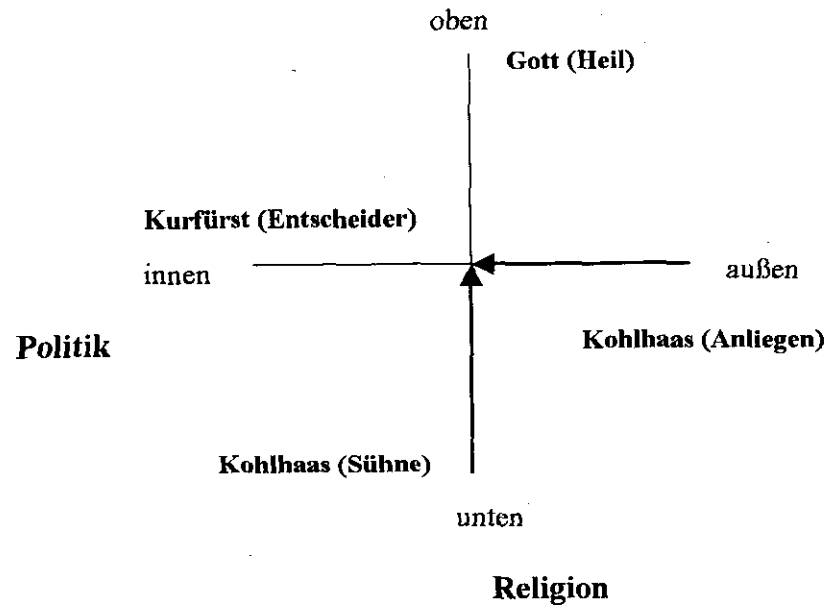 oben
Gott (Heil)
Kurfürst (Entscheider)
innen
außen
Politik
Kohlhaas (Anliegen)
Kohlhaas (Sühne)
unten
Religion